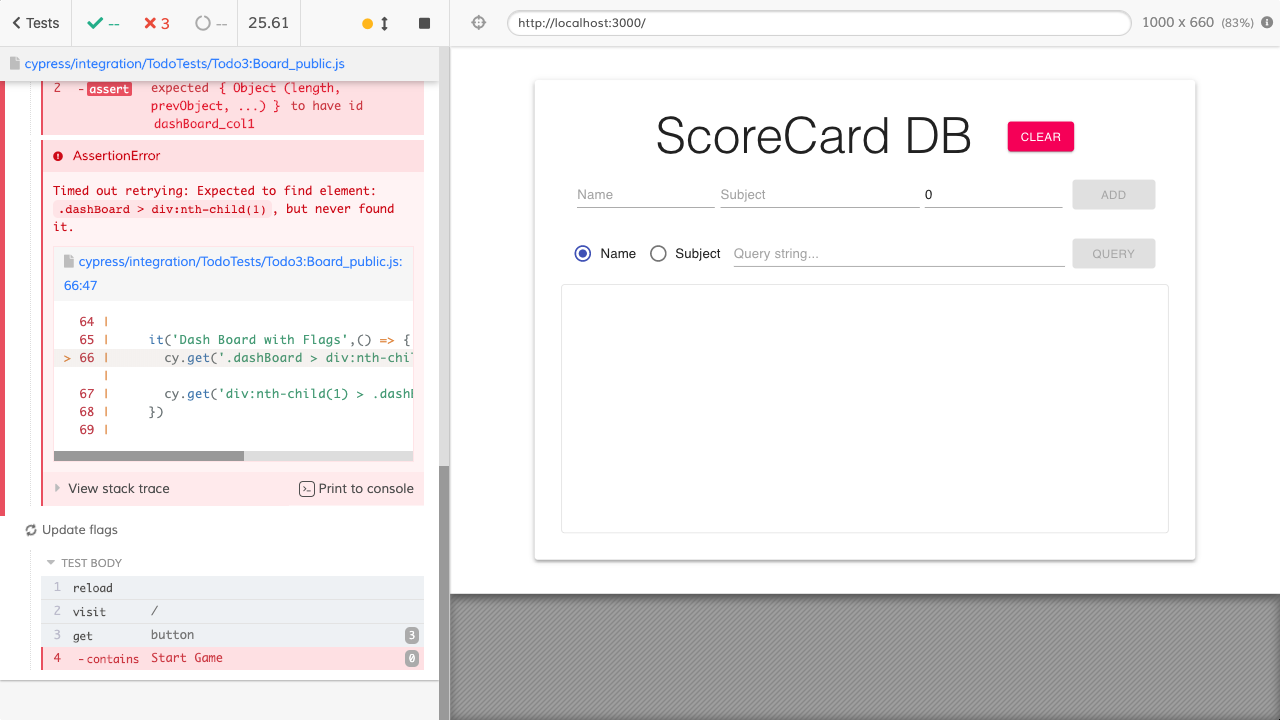 Tests
--
3
--
25.61
http://localhost:3000/
1000 x 660 (83%)
cypress/integration/TodoTests/Todo3:Board_public.js
2 -assert expected { Object (length,
prevObject, ...) } to have id
dashBoard_col1
AssertionError
Timed out retrying: Expected to find element:
.dashBoard > div:nth-child(1) , but never found
it.
cypress/integration/TodoTests/Todo3:Board_public.js:
66:47
64 |
65 | it('Dash Board with Flags',() => {
> 66 | cy.get('.dashBoard > div:nth-chi
|
67 | cy.get('div:nth-child(1) > .dash
68 | })
69 |
View stack trace
Print to console
Update flags
TEST BODY
1 reload
2 visit /
3 get button 3
4 -contains Start Game 0
ScoreCard DB
CLEAR
Name
Subject
0
ADD
Name
Subject
Query string...
QUERY